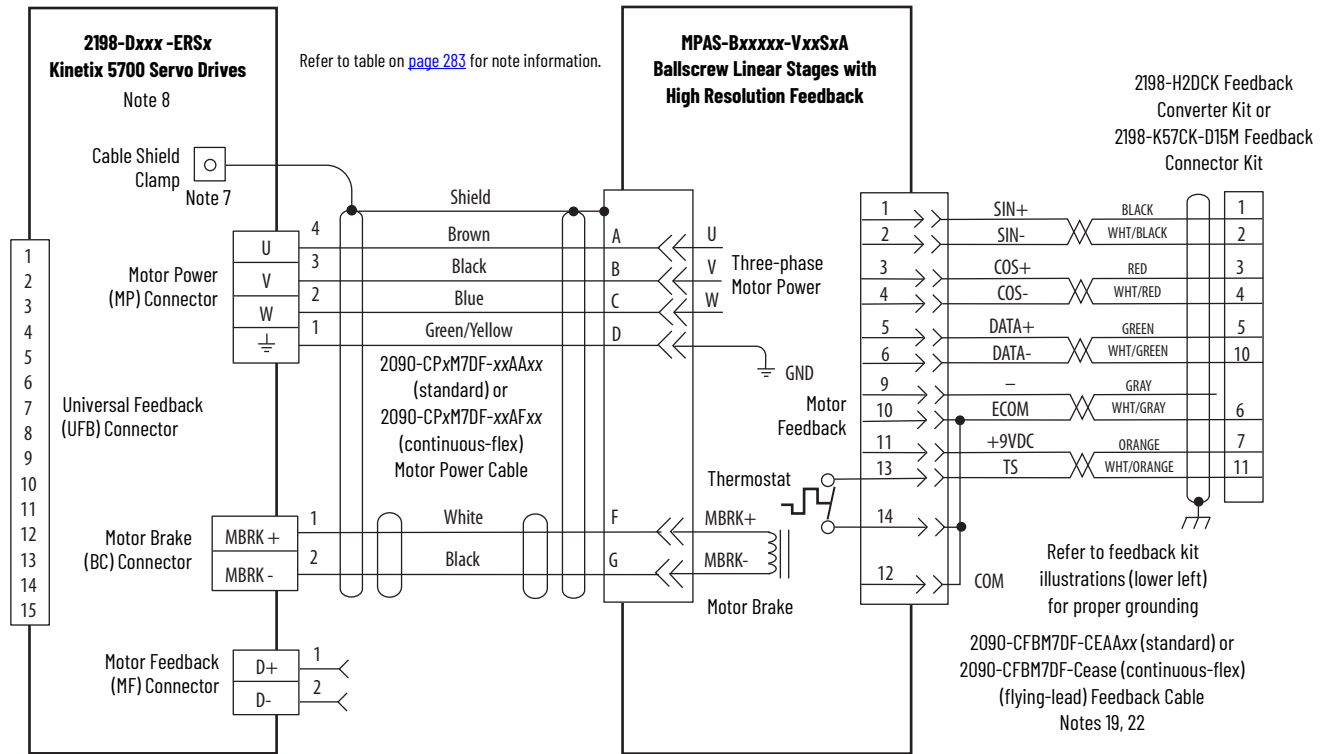 2198-Dxxx -ERSx
Kinetix 5700 Servo Drives
Note 8
Refer to table on page 283 for note information.
MPAS-Bxxxxx-VxxSxA
Ballscrew Linear Stages with
High Resolution Feedback
2198-H2DCK Feedback
Converter Kit or
2198-K57CK-D15M Feedback
Connector Kit
Cable Shield
Clamp
Note 7
1
2
3
4
5
6
7
8
9
10
11
12
13
14
15
Universal Feedback
(UFB) Connector
Motor Power
(MP) Connector
U
V
W
4
3
2
1
Shield
Brown
Black
Blue
Green/Yellow
A
B
C
D
U
V
W
Three-phase
Motor Power
GND
2090-CPxM7DF-xxAAxx
(standard) or
2090-CPxM7DF-xxAFxx
(continuous-flex)
Motor Power Cable
Motor Brake
(BC) Connector
MBRK +
MBRK -
1
2
White
Black
F
G
MBRK+
MBRK-
Motor Brake
Motor Feedback
(MF) Connector
D+
D-
1
2
Motor
Feedback
Thermostat
1 SIN+ BLACK 1
2 SIN- WHT/BLACK 2
3 COS+ RED 3
4 COS- WHT/RED 4
5 DATA+ GREEN 5
6 DATA- WHT/GREEN 10
9 – GRAY
10 ECOM WHT/GRAY 6
11 +9VDC ORANGE 7
13 TS WHT/ORANGE 11
14
12 COM
Refer to feedback kit
illustrations (lower left)
for proper grounding
2090-CFBM7DF-CEAAxx (standard) or
2090-CFBM7DF-Cease (continuous-flex)
(flying-lead) Feedback Cable
Notes 19, 22